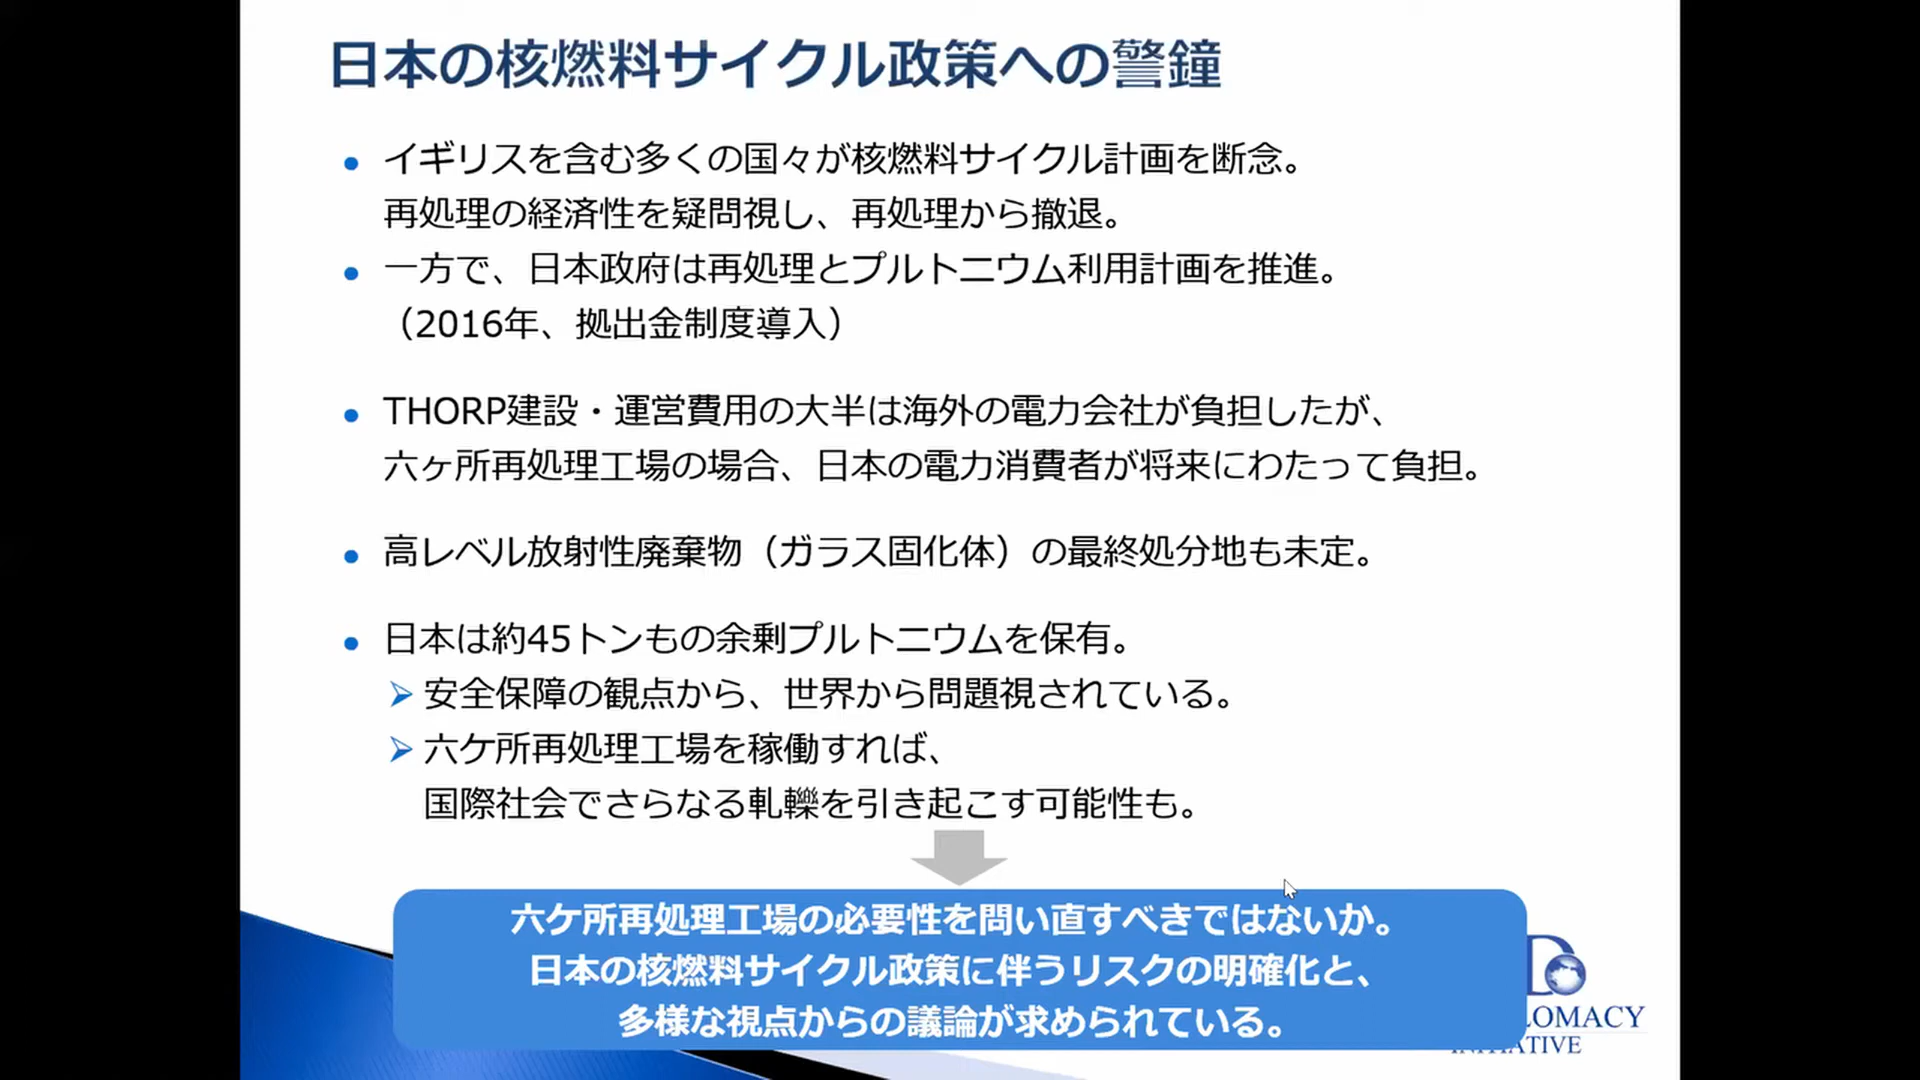 日本の核燃料サイクル政策への警鐘
イギリスを含む多くの国々が核燃料サイクル計画を断念。
再処理の経済性を疑問視し、再処理から撤退。
一方で、日本政府は再処理とプルトニウム利用計画を推進。
（2016年、拠出金制度導入）
THORP建設・運営費用の大半は海外の電力会社が負担したが、
六ヶ所再処理工場の場合、日本の電力消費者が将来にわたって負担。
高レベル放射性廃棄物（ガラス固化体）の最終処分地も未定。
日本は約45トンもの余剰プルトニウムを保有。
安全保障の観点から、世界から問題視されている。
六ケ所再処理工場を稼働すれば、
国際社会でさらなる軋轢を引き起こす可能性も。
六ケ所再処理工場の必要性を問い直すべきではないか。
日本の核燃料サイクル政策に伴うリスクの明確化と、
多様な視点からの議論が求められている。